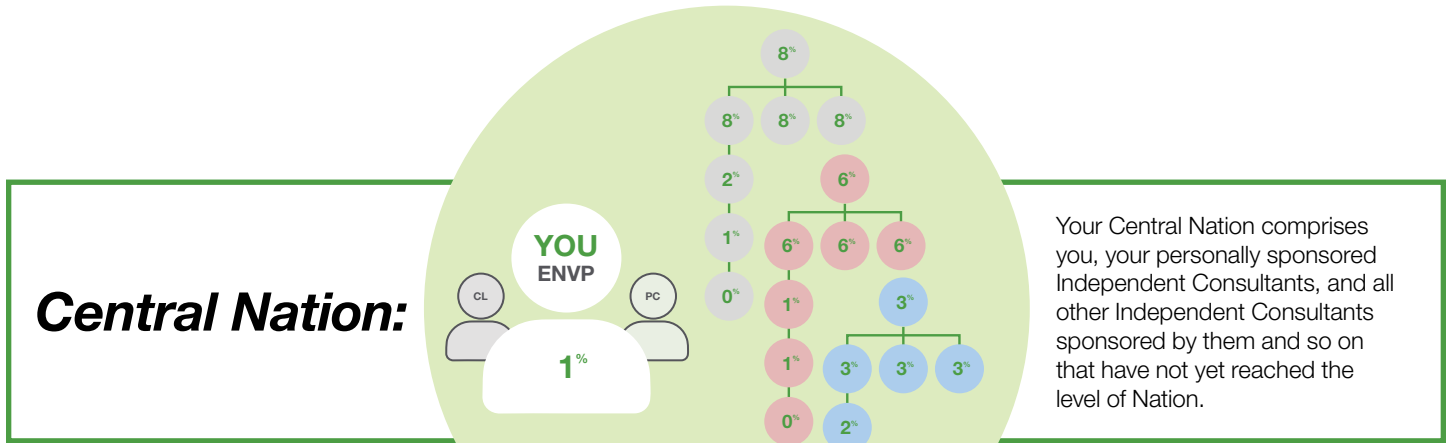 8%
8% 8% 8%
2% 6%
YOU
ENVP
1% 6% 6% 6%
CL PC
0% 1% 3%
Central Nation:
1%
1% 3% 3% 3%
0% 2%
Your Central Nation comprises
you, your personally sponsored
Independent Consultants, and all
other Independent Consultants
sponsored by them and so on
that have not yet reached the
level of Nation.